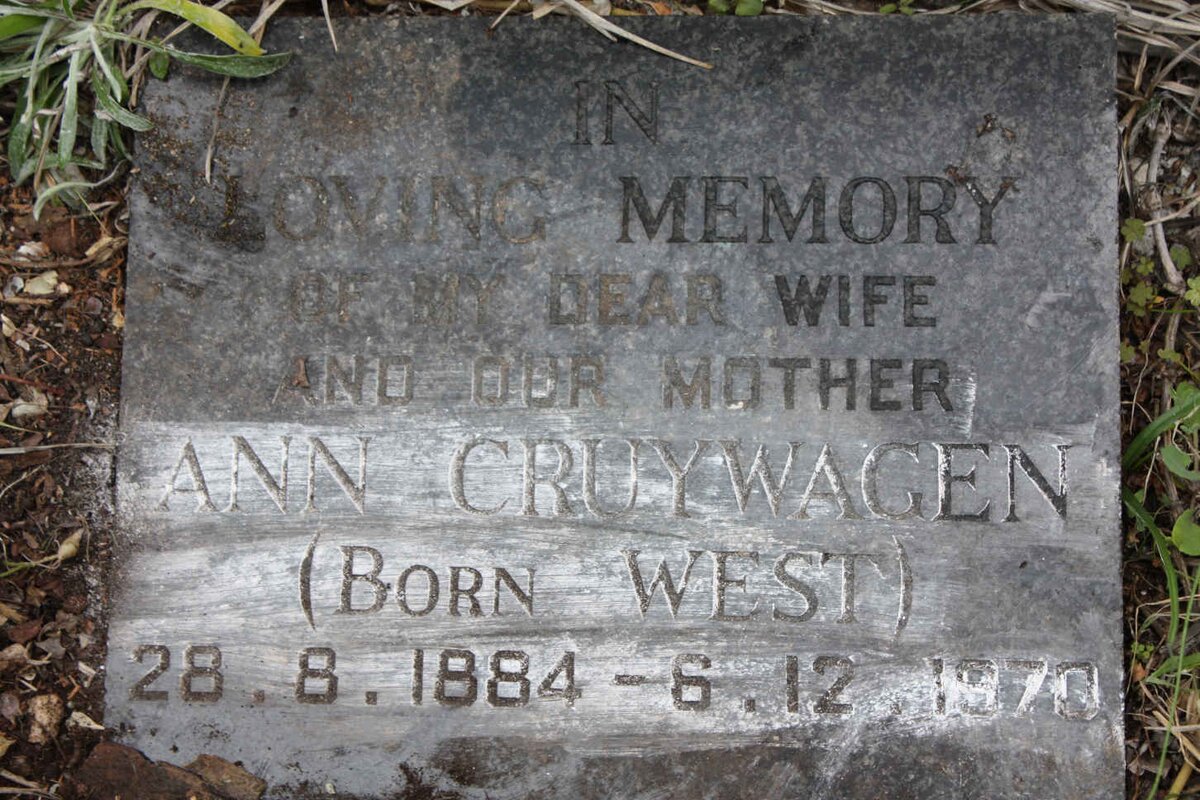 IN
LOVING MEMORY
OF MY DEAR WIFE
AND OUR MOTHER
ANN CRUYWAGEN
(BORN WEST)
28.8.1884-6.12.1970